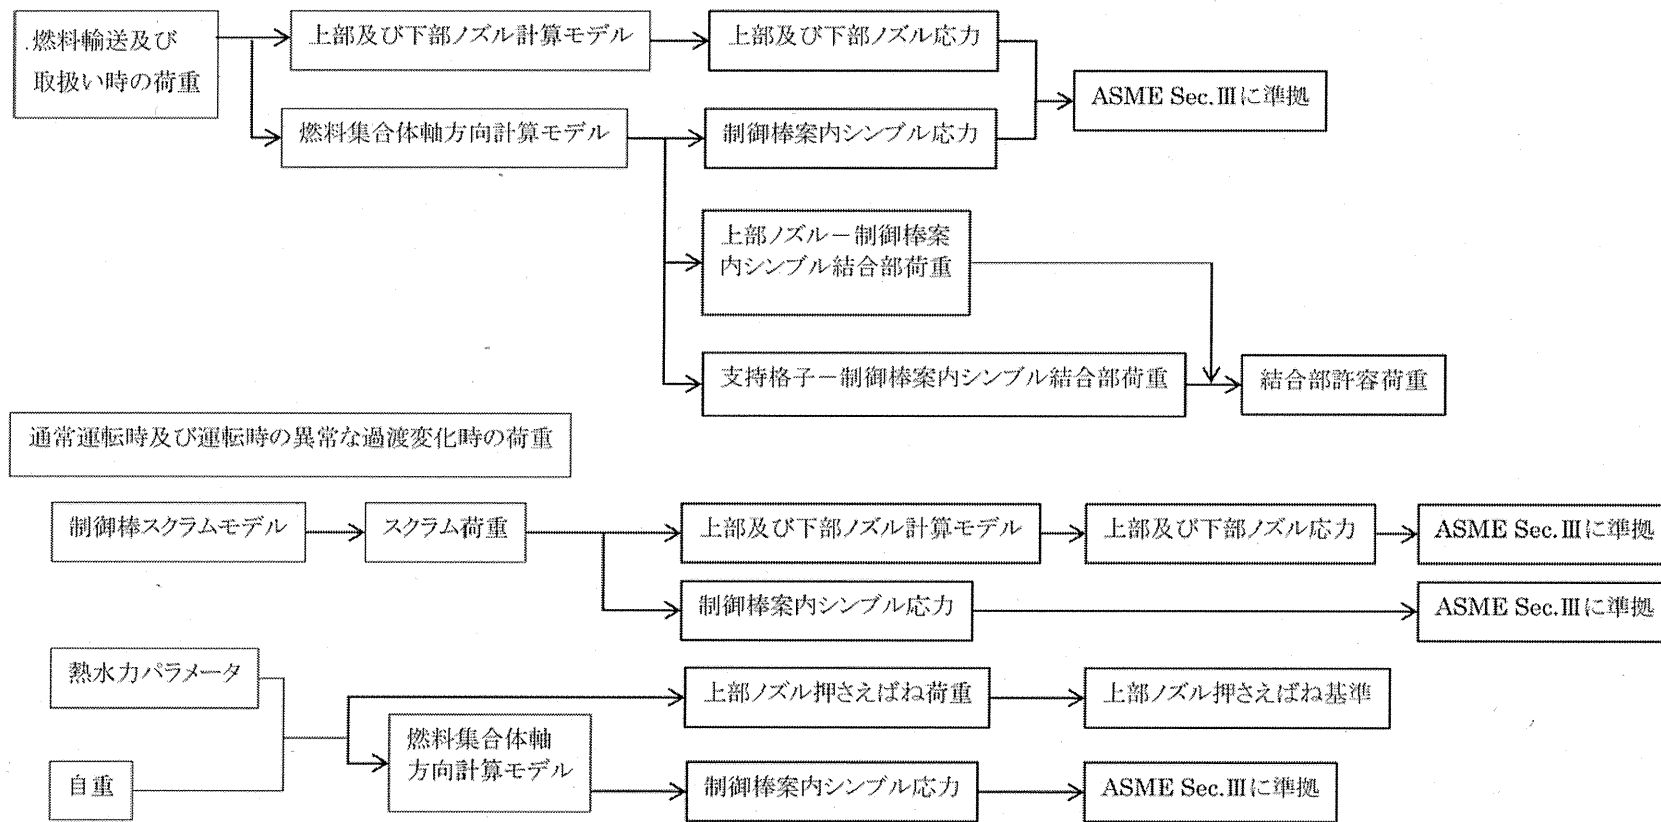 燃料輸送及び
取扱い時の荷重
上部及び下部ノズル計算モデル
上部及び下部ノズル応力
ASME Sec.Ⅲに準拠
燃料集合体軸方向計算モデル
制御棒案内シンブル応力
上部ノズル－制御棒案
内シンブル結合部荷重
支持格子－制御棒案内シンブル結合部荷重
結合部許容荷重
通常運転時及び運転時の異常な過渡変化時の荷重
制御棒スクラムモデル
スクラム荷重
上部及び下部ノズル計算モデル
上部及び下部ノズル応力
ASME Sec.Ⅲに準拠
制御棒案内シンブル応力
ASME Sec.Ⅲに準拠
熱水力パラメータ
上部ノズル押さえばね荷重
上部ノズル押さえばね基準
燃料集合体軸
方向計算モデル
自重
制御棒案内シンブル応力
ASME Sec.Ⅲに準拠